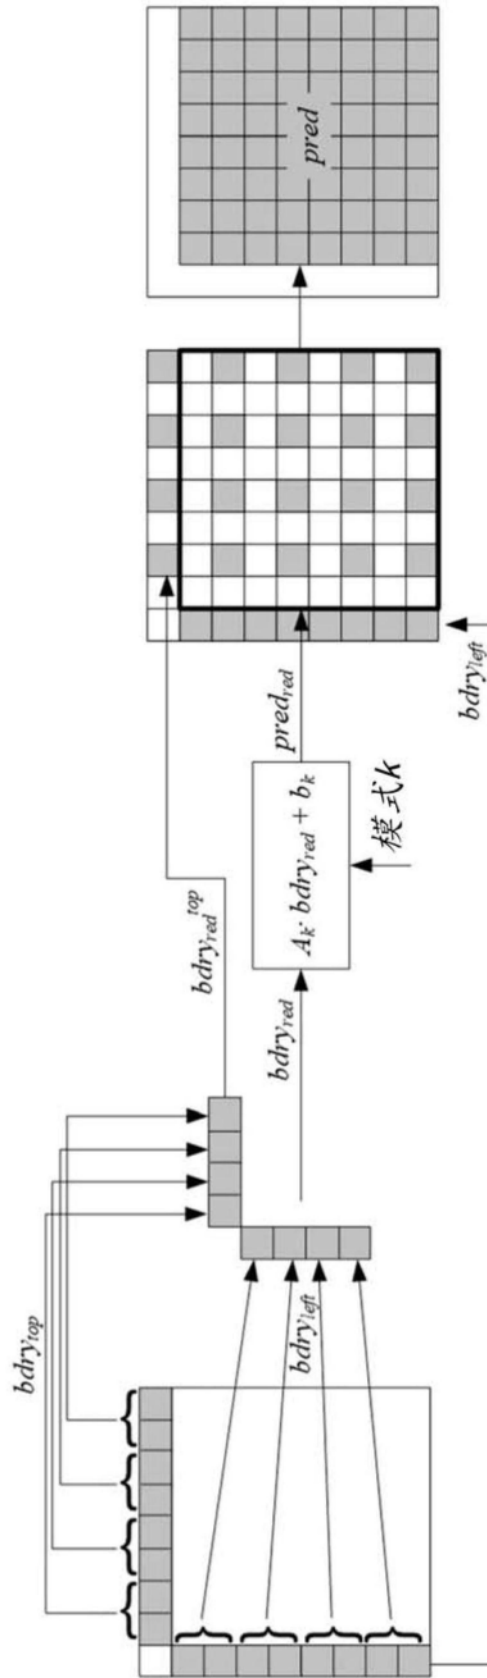 bdry_top
bdry_left
bdry_red^top
bdry_red
A_k· bdry_red + b_k
模式k
pred_red
bdry_left
pred